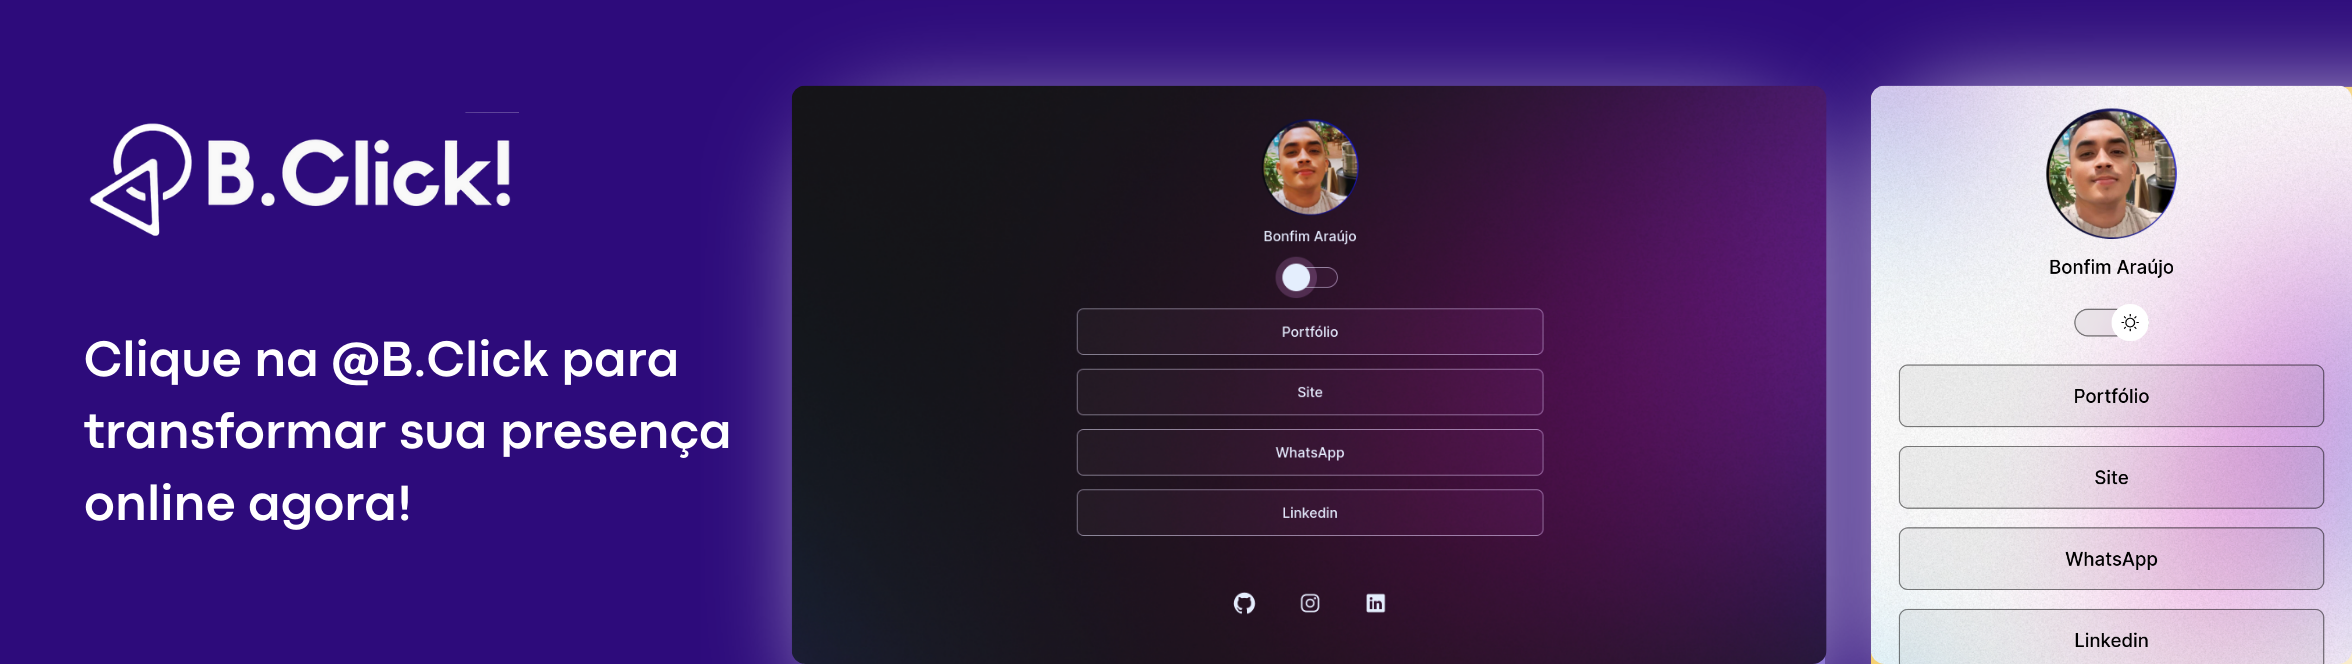 B.Click!
Clique na @B.Click para
transformar sua presença
online agora!
Bonfim Araújo
Portfólio
Site
WhatsApp
Linkedin
in
Bonfim Araújo
Portfólio
Site
WhatsApp
Linkedin